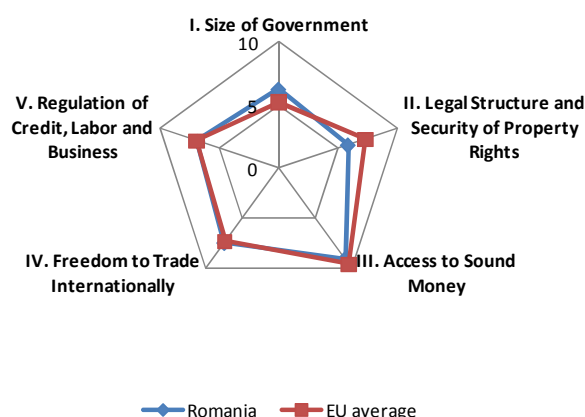 I. Size of Government
10
5
0
V. Regulation of
Credit, Labor and
Business
II. Legal Structure and
Security of Property
Rights
IV. Freedom to Trade
Internationally
III. Access to Sound
Money
Romania
EU average